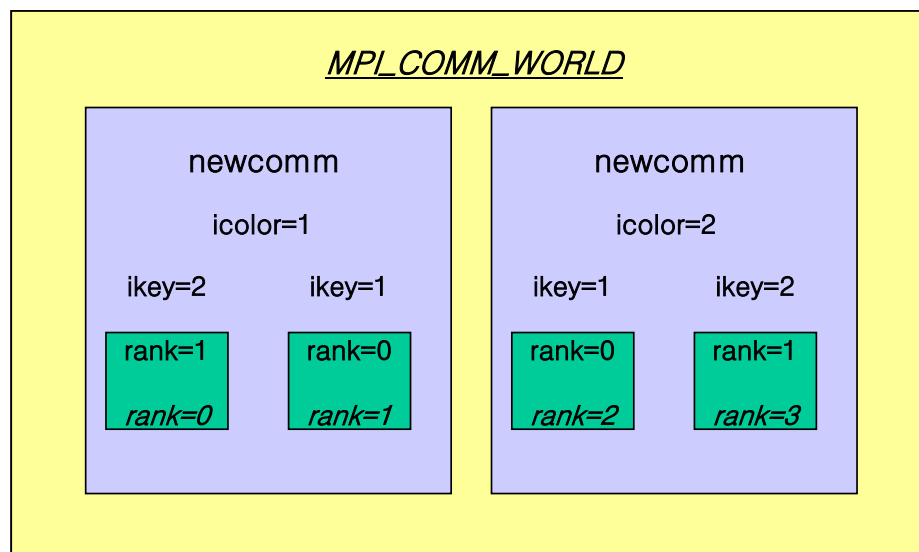 MPI_COMM_WORLD
newcomm
icolor=1
ikey=2 ikey=1
rank=1 rank=0
rank=0 rank=1
newcomm
icolor=2
ikey=1 ikey=2
rank=0 rank=1
rank=2 rank=3